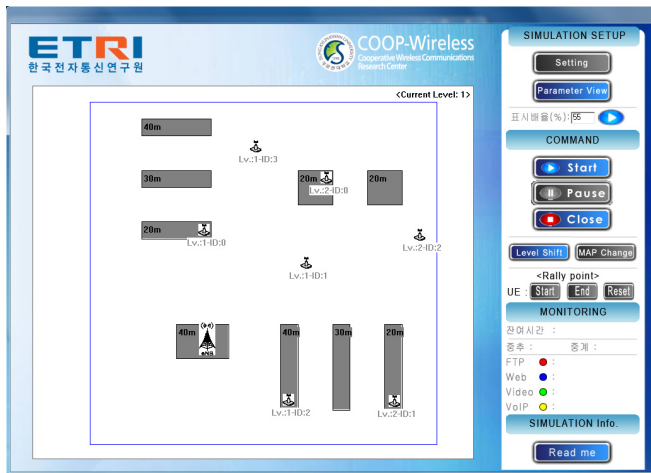 ETRI
한국전자통신연구원
COOP-Wireless
Cooperative Wireless Communications
Research Center
<Current Level: 1>
40m
Lv.:1-ID:3
30m
20m
20m
Lv.:2-ID:0
20m
Lv.:1-ID:0
Lv.:2-ID:2
Lv.:1-ID:1
40m
eNB
40m
30m
20m
Lv.:1-ID:2
Lv.:2-ID:1
SIMULATION SETUP
Setting
Parameter View
표시배율(%):55
COMMAND
Start
Pause
Close
Level Shift
MAP Change
<Rally point>
UE : Start End Reset
MONITORING
잔여시간 :
중추 : 중계 :
FTP :
Web :
Video :
VoIP :
SIMULATION Info.
Read me